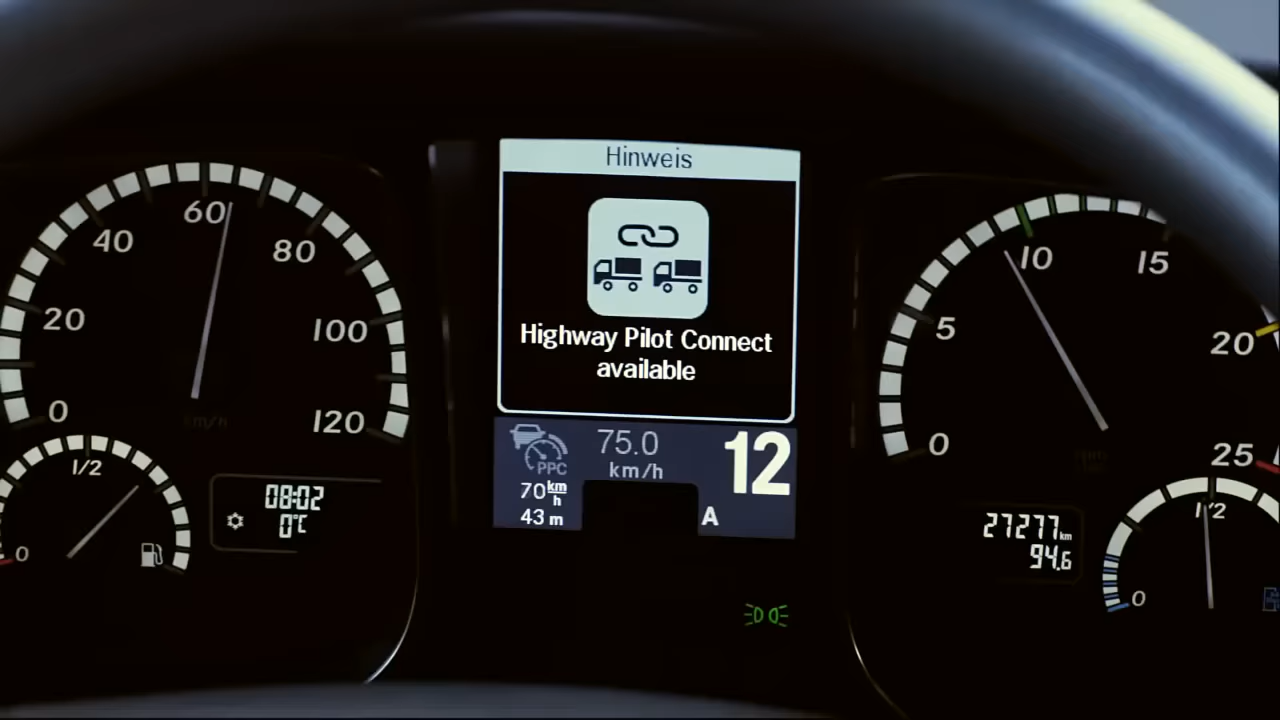 Hinweis
Highway Pilot Connect
available
75.0
km/h
PPC
70 km/h
43 m
12
A
0
20
40
60
80
100
120
0
1/2
08:02
0°C
0
5
10
15
20
25
27277 km
94.6
0
1/2